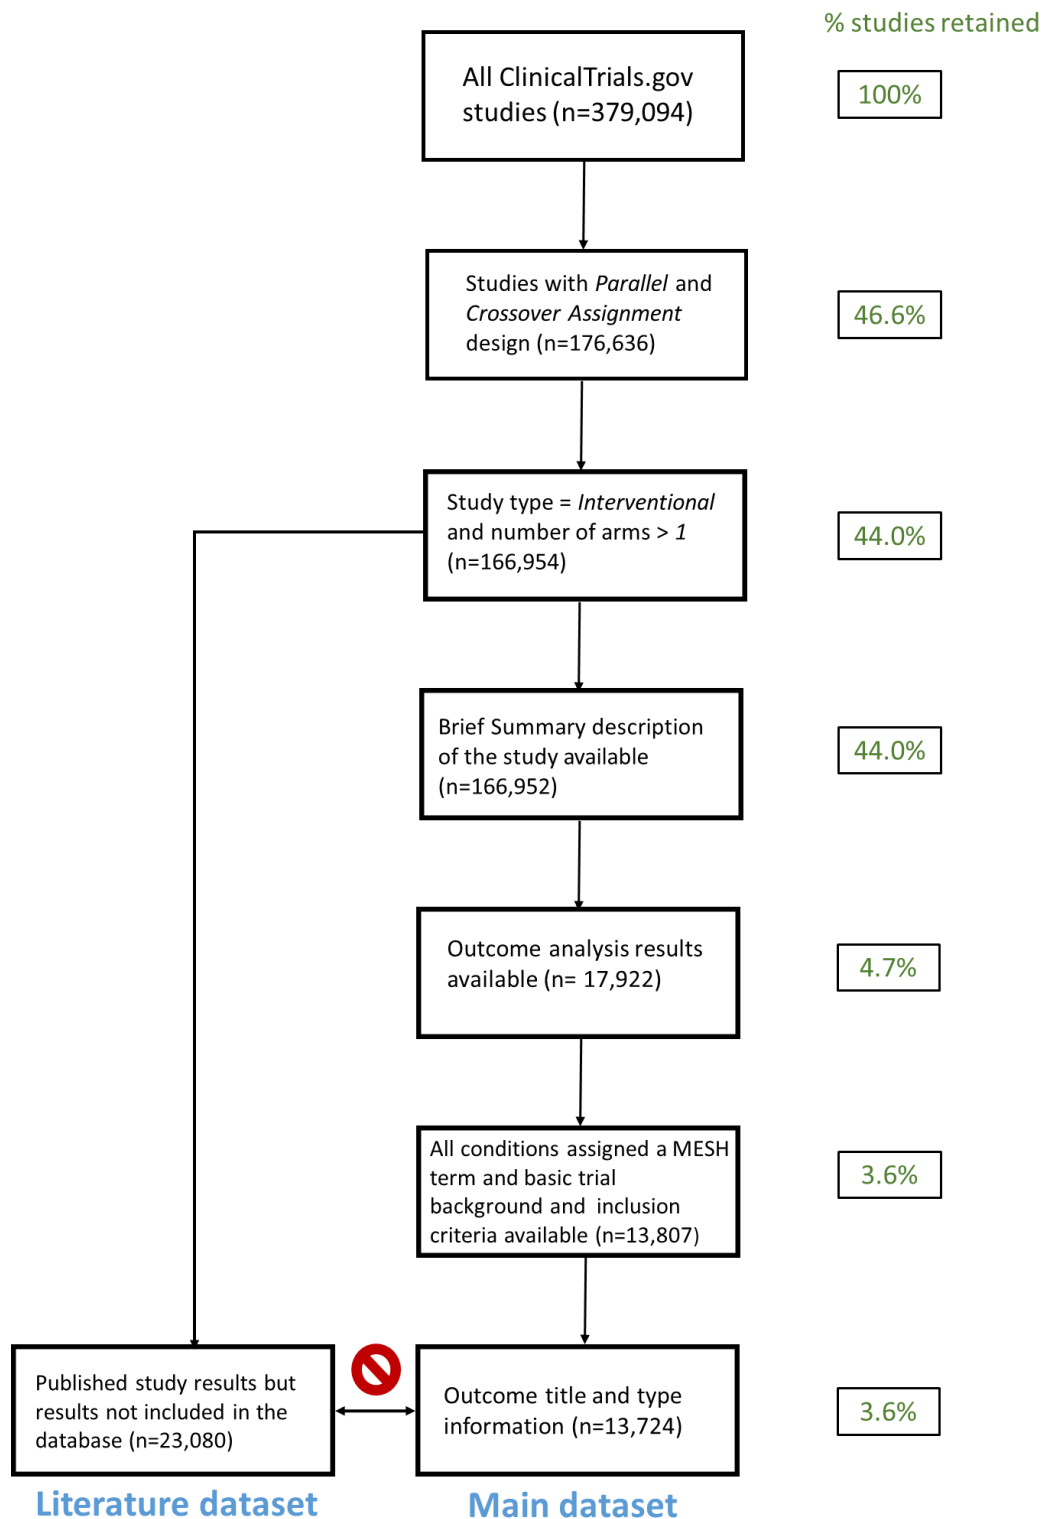 % studies retained
All ClinicalTrials.gov
studies (n=379,094)
100%
Studies with Parallel and
Crossover Assignment
design (n=176,636)
46.6%
Study type = Interventional
and number of arms > 1
(n=166,954)
44.0%
Brief Summary description
of the study available
(n=166,952)
44.0%
Outcome analysis results
available (n= 17,922)
4.7%
All conditions assigned a MESH
term and basic trial
background and inclusion
criteria available (n=13,807)
3.6%
Published study results but
results not included in the
database (n=23,080)
Outcome title and type
information (n=13,724)
3.6%
Literature dataset
Main dataset